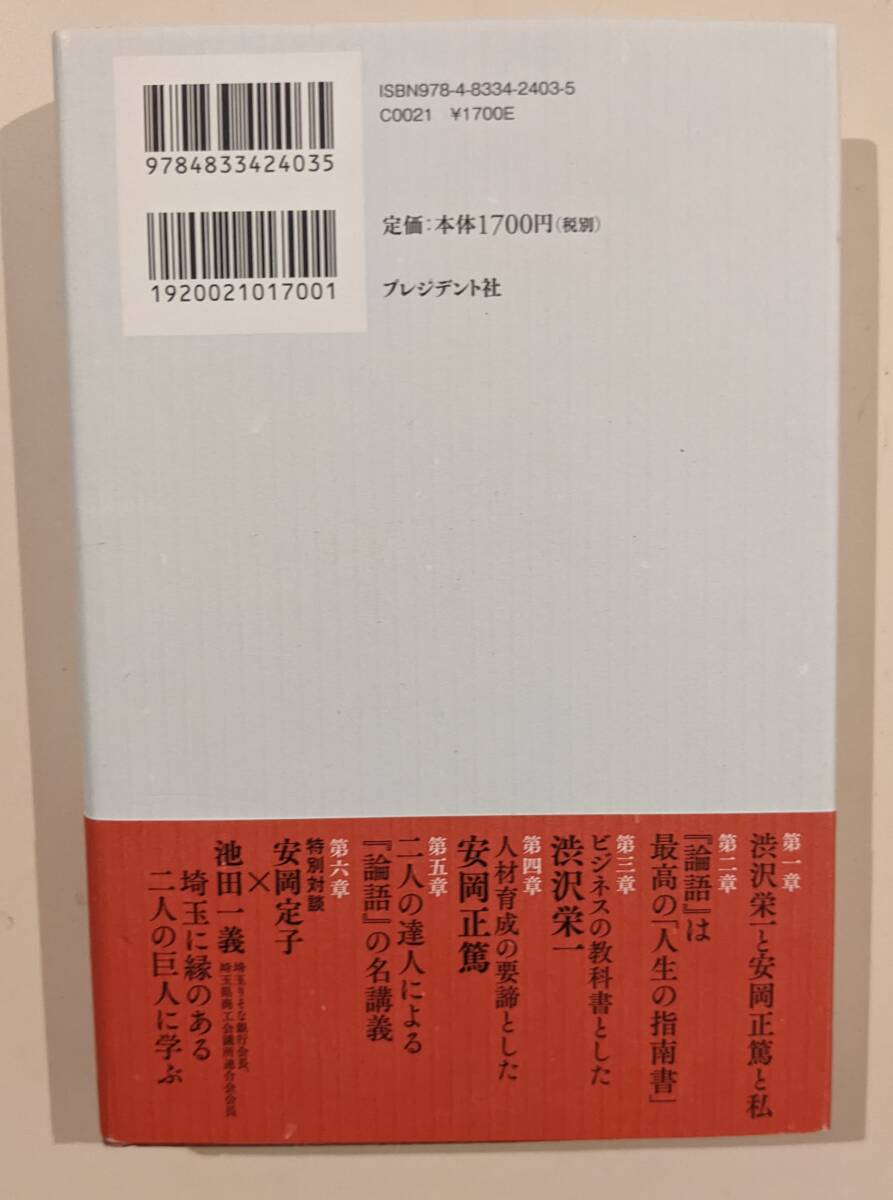 ISBN978-4-8334-2403-5
C0021 ¥1700E
9784833424035
1920021017001
定価:本体1700円(税別)
プレジデント社
第一章
渋沢栄一と安岡正篤と私
第二章
『論語』は
最高の「人生の指南書」
第三章
ビジネスの教科書とした
渋沢栄一
第四章
人材育成の要諦とした
安岡正篤
第五章
二人の達人による
『論語』の名講義
第六章
特別対談
安岡定子
×
池田一義
埼玉りそな銀行会長、
埼玉県商工会議所連合会会長
埼玉に縁のある
二人の巨人に学ぶ